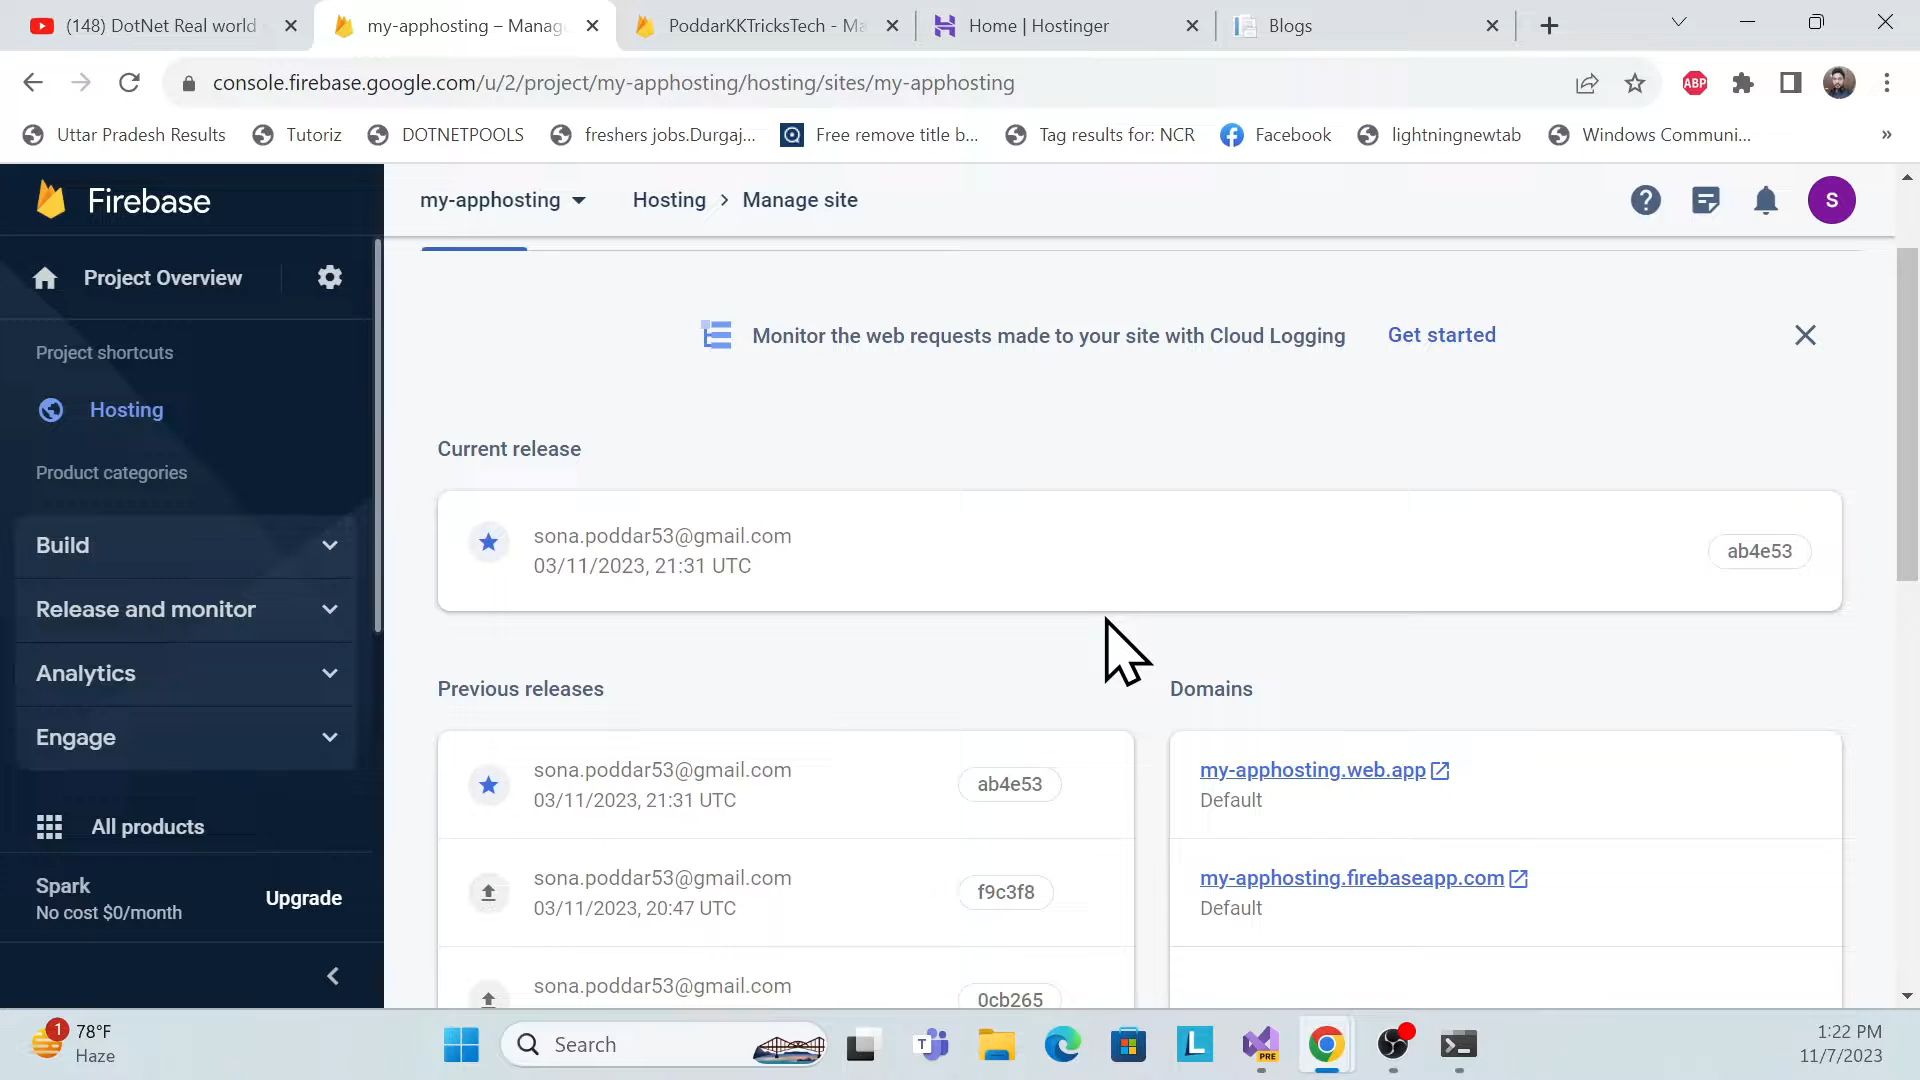 (148) DotNet Real world
my-apphosting – Manag
PoddarKKTricksTech - Ma
Home | Hostinger
Blogs
console.firebase.google.com/u/2/project/my-apphosting/hosting/sites/my-apphosting
ABP
Uttar Pradesh Results
Tutoriz
DOTNETPOOLS
freshers jobs.Durgaj...
Free remove title b...
Tag results for: NCR
Facebook
lightningnewtab
Windows Communi...
»
Firebase
my-apphosting
Hosting > Manage site
S
Project Overview
Monitor the web requests made to your site with Cloud Logging
Get started
Project shortcuts
Hosting
Product categories
Build
Release and monitor
Analytics
Engage
All products
Spark
No cost $0/month
Upgrade
Current release
sona.poddar53@gmail.com
03/11/2023, 21:31 UTC
ab4e53
Previous releases
sona.poddar53@gmail.com
03/11/2023, 21:31 UTC
ab4e53
sona.poddar53@gmail.com
03/11/2023, 20:47 UTC
f9c3f8
sona.poddar53@gmail.com
0cb265
Domains
my-apphosting.web.app
Default
my-apphosting.firebaseapp.com
Default
1
78°F
Haze
Search
T
L
PRE
1:22 PM
11/7/2023